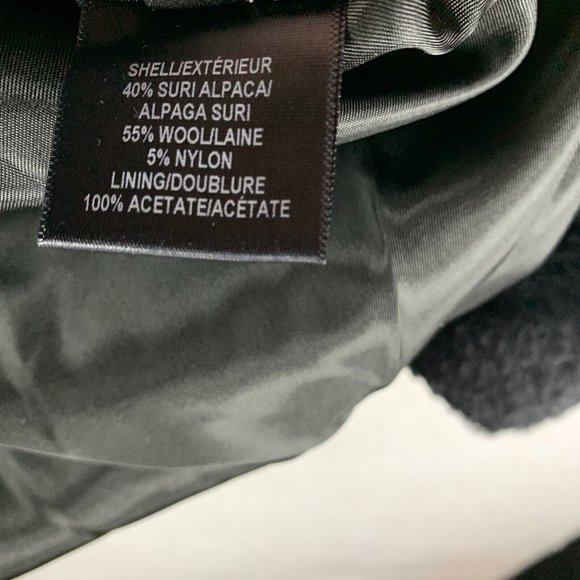 SHELL/EXTÉRIEUR
40% SURI ALPACA/
ALPAGA SURI
55% WOOL/LAINE
5% NYLON
LINING/DOUBLURE
100% ACETATE/ACÉTATE